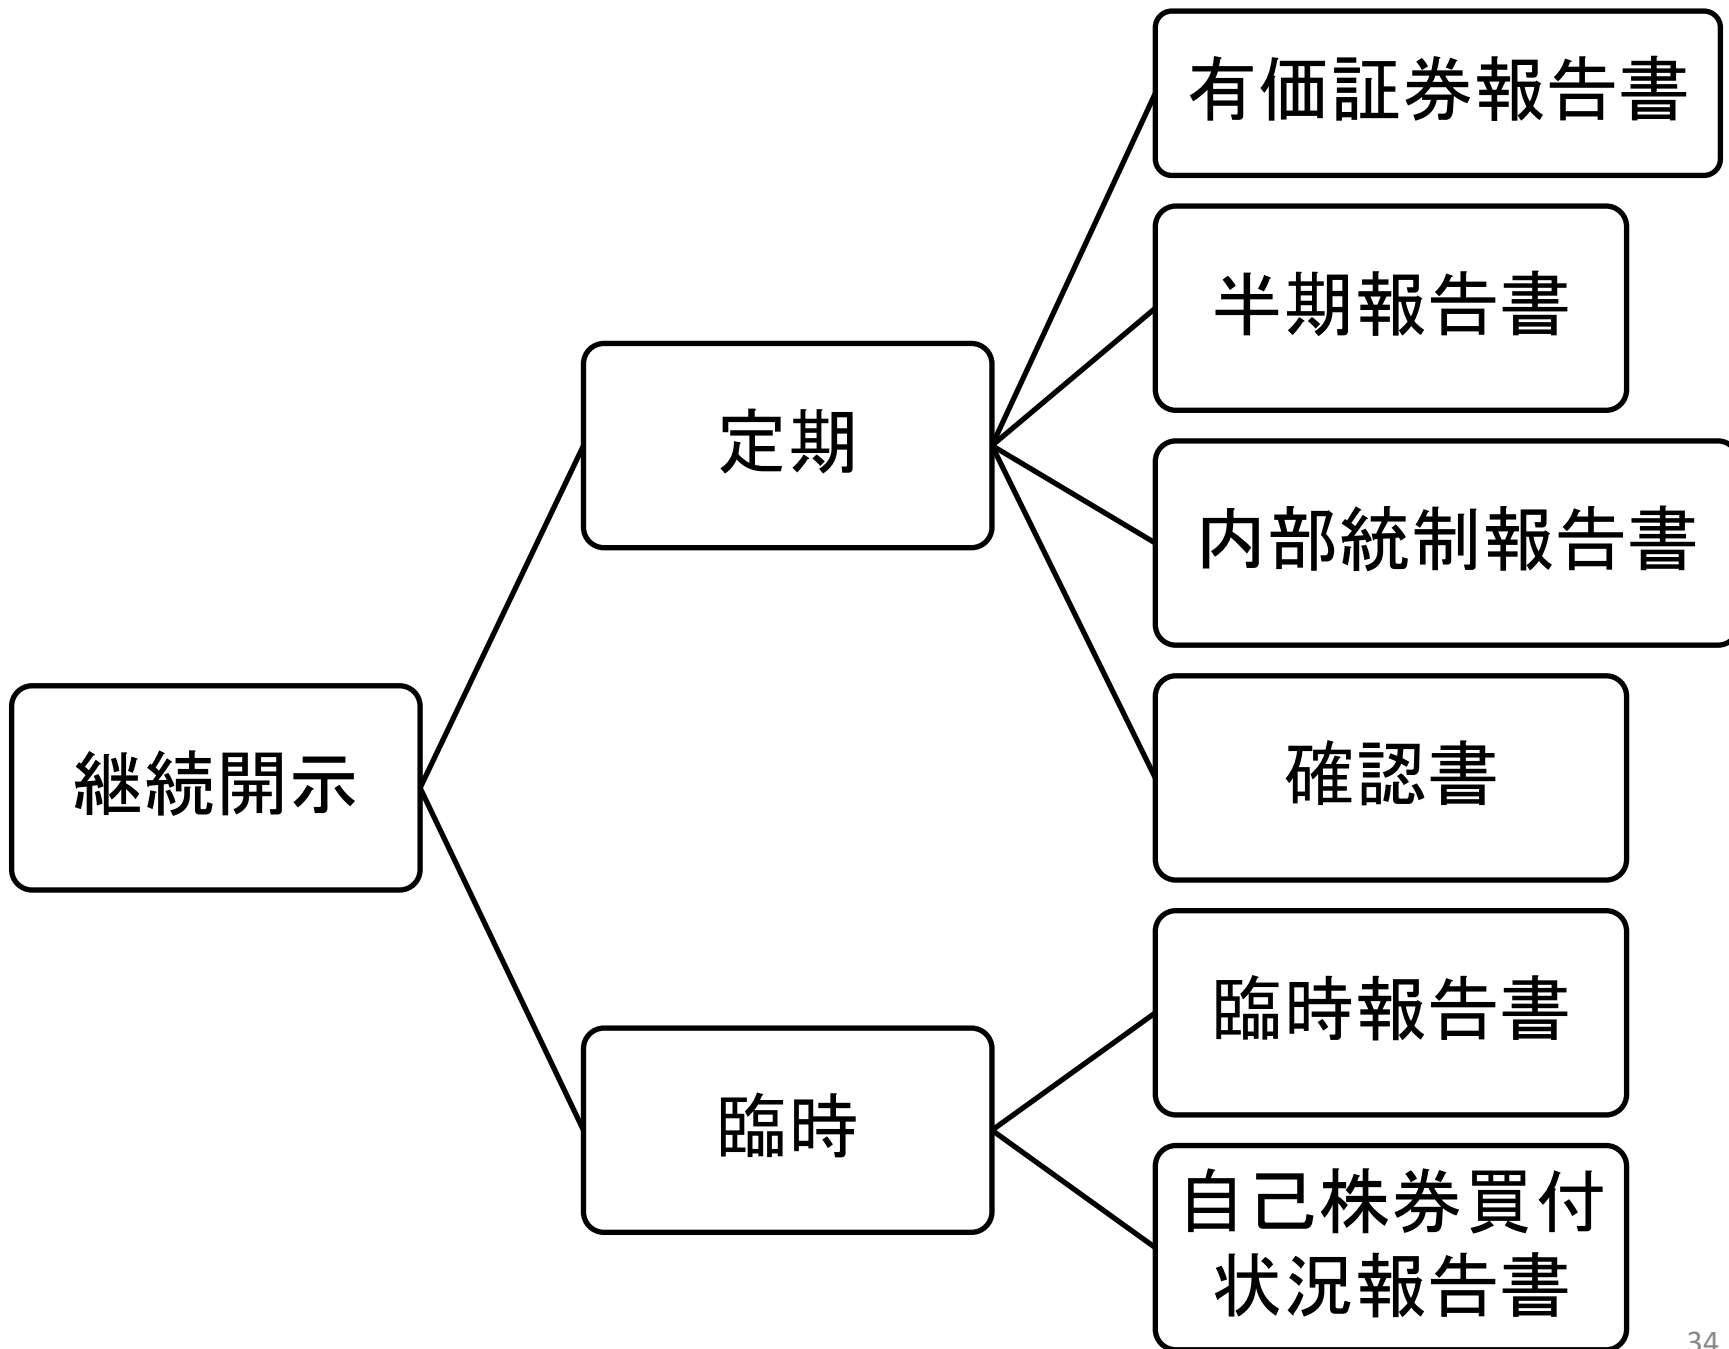 継続開示
定期
有価証券報告書
半期報告書
内部統制報告書
確認書
臨時
臨時報告書
自己株券買付
状況報告書
34